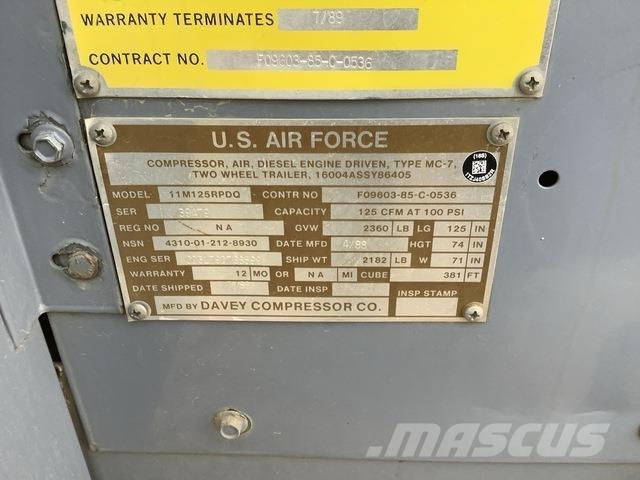 WARRANTY TERMINATES 7/89
CONTRACT NO. F09603-85-C-0536
U.S. AIR FORCE
COMPRESSOR, AIR, DIESEL ENGINE DRIVEN, TYPE MC-7,
TWO WHEEL TRAILER, 16004ASSY86405
(18S)
MODEL 11M125RPDQ CONTR NO F09603-85-C-0536
SER CAPACITY 125 CFM AT 100 PSI
REG NO N A GVW 2360 LB LG 125 IN
NSN 4310-01-212-8930 DATE MFD 4/88 HGT 74 IN
ENG SER SHIP WT 2182 LB W 71 IN
WARRANTY 12 MO OR N A MI CUBE 381 FT
DATE SHIPPED DATE INSP INSP STAMP
MFD BY DAVEY COMPRESSOR CO.
MASCUS